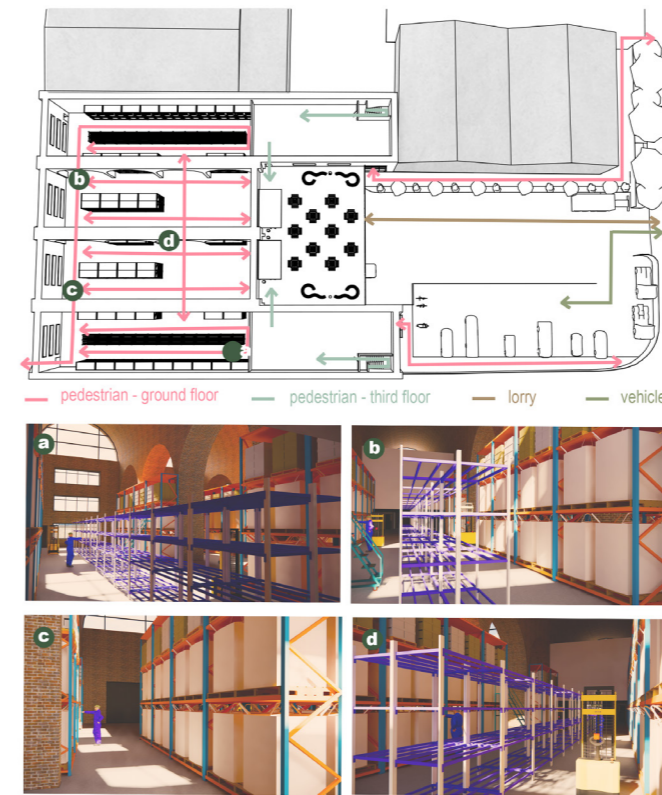 b
d
c
pedestrian - ground floor
pedestrian - third floor
lorry
vehicle
a
b
c
d